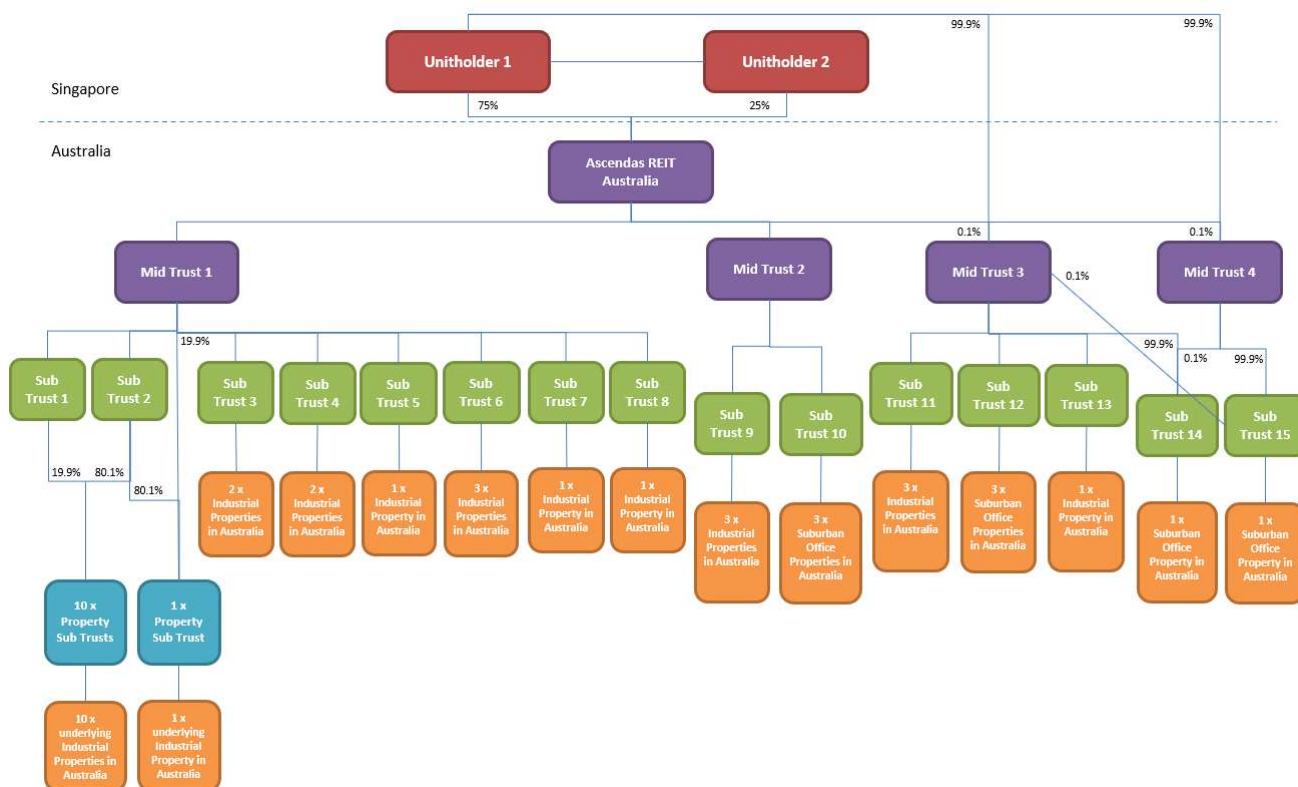 99.9%
99.9%
Unitholder 1
Unitholder 2
Singapore
75%
25%
Australia
Ascendas REIT
Australia
0.1%
0.1%
Mid Trust 1
Mid Trust 2
Mid Trust 3
Mid Trust 4
0.1%
19.9%
99.9%
0.1%
99.9%
Sub
Trust 1
Sub
Trust 2
Sub
Trust 3
Sub
Trust 4
Sub
Trust 5
Sub
Trust 6
Sub
Trust 7
Sub
Trust 8
Sub
Trust 9
Sub
Trust 10
Sub
Trust 11
Sub
Trust 12
Sub
Trust 13
Sub
Trust 14
Sub
Trust 15
19.9%
80.1%
80.1%
2 x
Industrial
Properties in
Australia
2 x
Industrial
Properties in
Australia
1 x
Industrial
Property in
Australia
3 x
Industrial
Properties in
Australia
1 x
Industrial
Property in
Australia
1 x
Industrial
Property in
Australia
3 x
Industrial
Properties
in Australia
3 x
Suburban
Office
Properties in
Australia
3 x
Industrial
Properties
in Australia
3 x
Suburban
Office
Properties in
Australia
1 x
Industrial
Property in
Australia
1 x
Suburban
Office
Property in
Australia
1 x
Suburban
Office
Property in
Australia
10 x
Property
Sub Trusts
1 x
Property
Sub Trust
10 x
underlying
Industrial
Properties in
Australia
1 x
underlying
Industrial
Property in
Australia